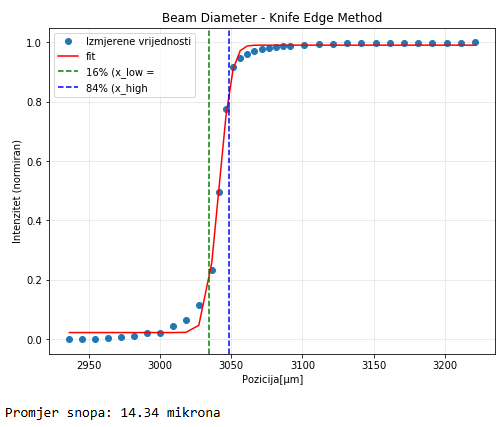 Beam Diameter - Knife Edge Method
Izmjerene vrijednosti
fit
16% (x_low =
84% (x_high
Intenzitet (normiran)
1.0
0.8
0.6
0.4
0.2
0.0
2950 3000 3050 3100 3150 3200
Pozicija[μm]
Promjer snopa: 14.34 mikrona